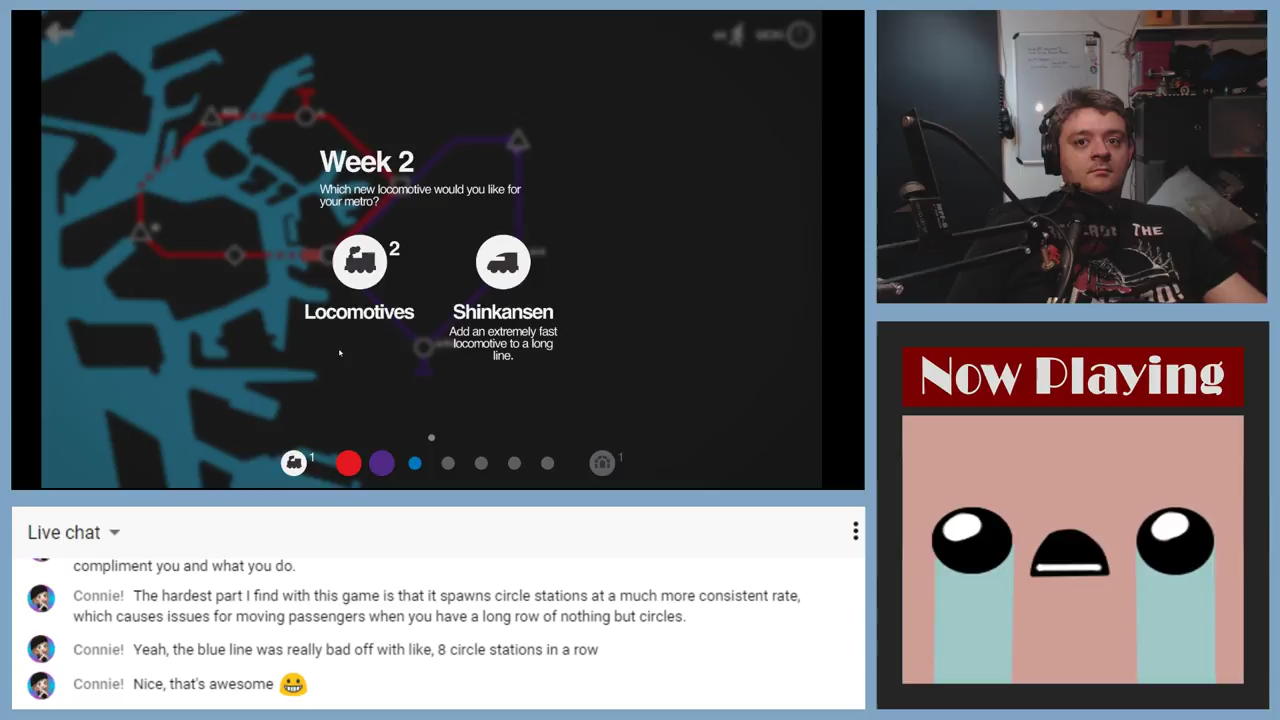 Week 2
Which new locomotive would you like for
your metro?
2
Locomotives
Shinkansen
Add an extremely fast
locomotive to a long
line.
1
1
Now Playing
Live chat
compliment you and what you do.
Connie! The hardest part I find with this game is that it spawns circle stations at a much more consistent rate,
which causes issues for moving passengers when you have a long row of nothing but circles.
Connie! Yeah, the blue line was really bad off with like, 8 circle stations in a row
Connie! Nice, that's awesome 😀